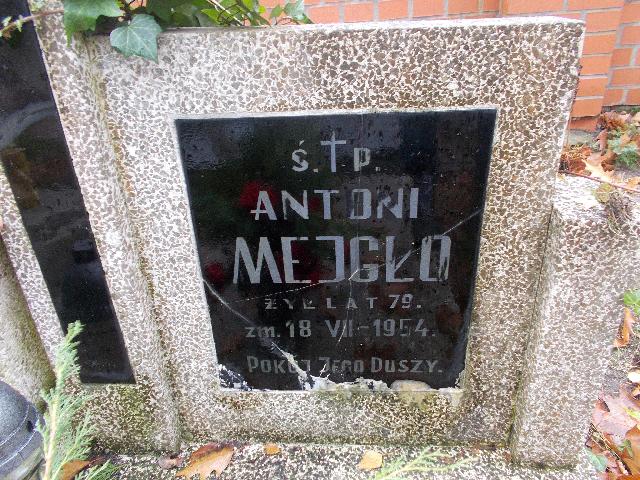 Ś.†P.
ANTONI
MEJGŁO
ŻYŁ LAT 79.
zm. 18 VII-1954.
POKÓJ JEGO DUSZY.